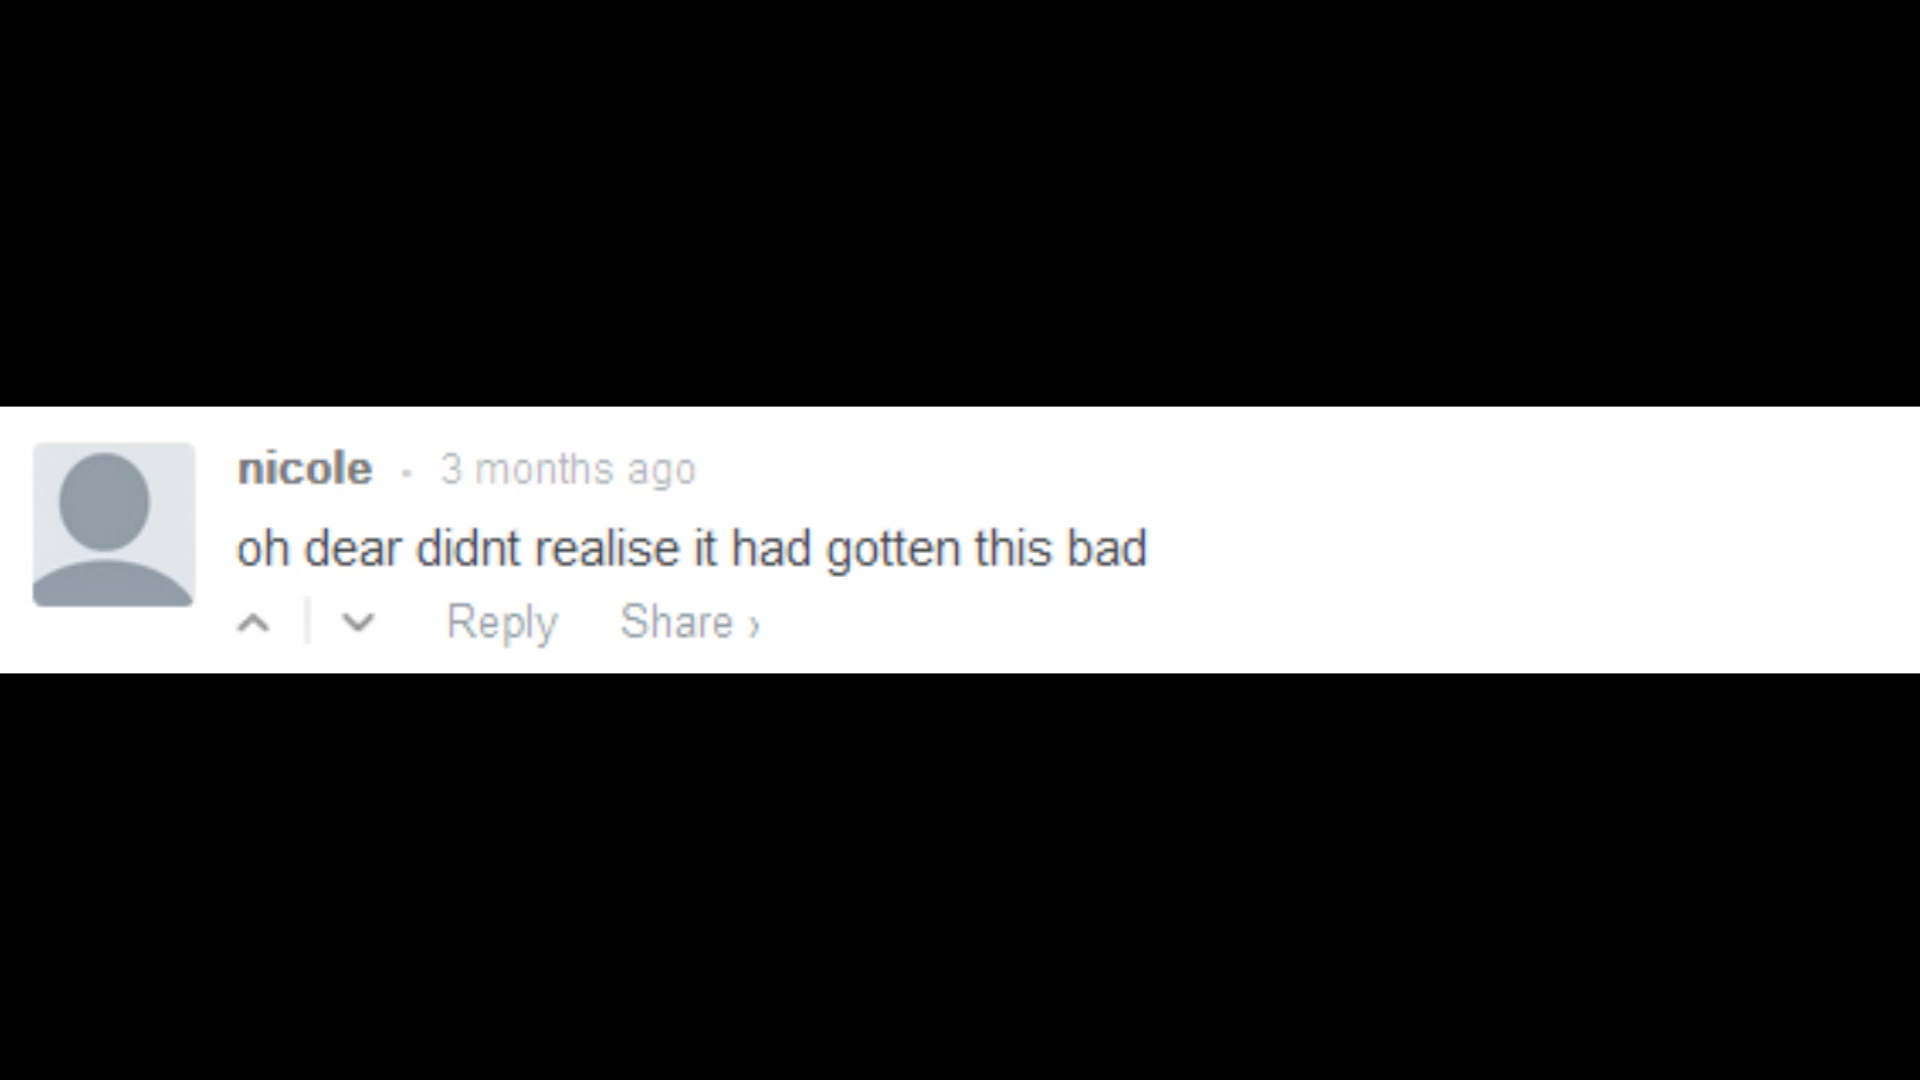 nicole · 3 months ago
oh dear didnt realise it had gotten this bad
Reply Share ›